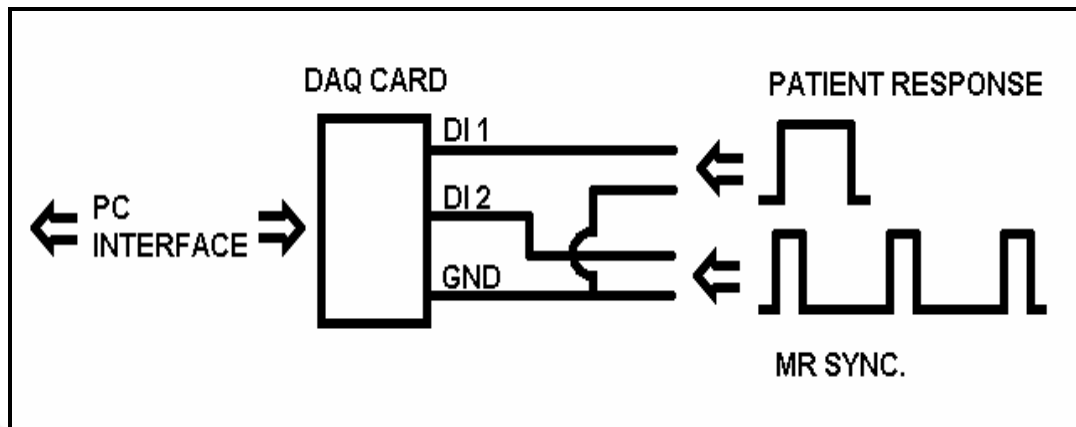 DAQ CARD
PATIENT RESPONSE
DI 1
DI 2
PC
INTERFACE
GND
MR SYNC.